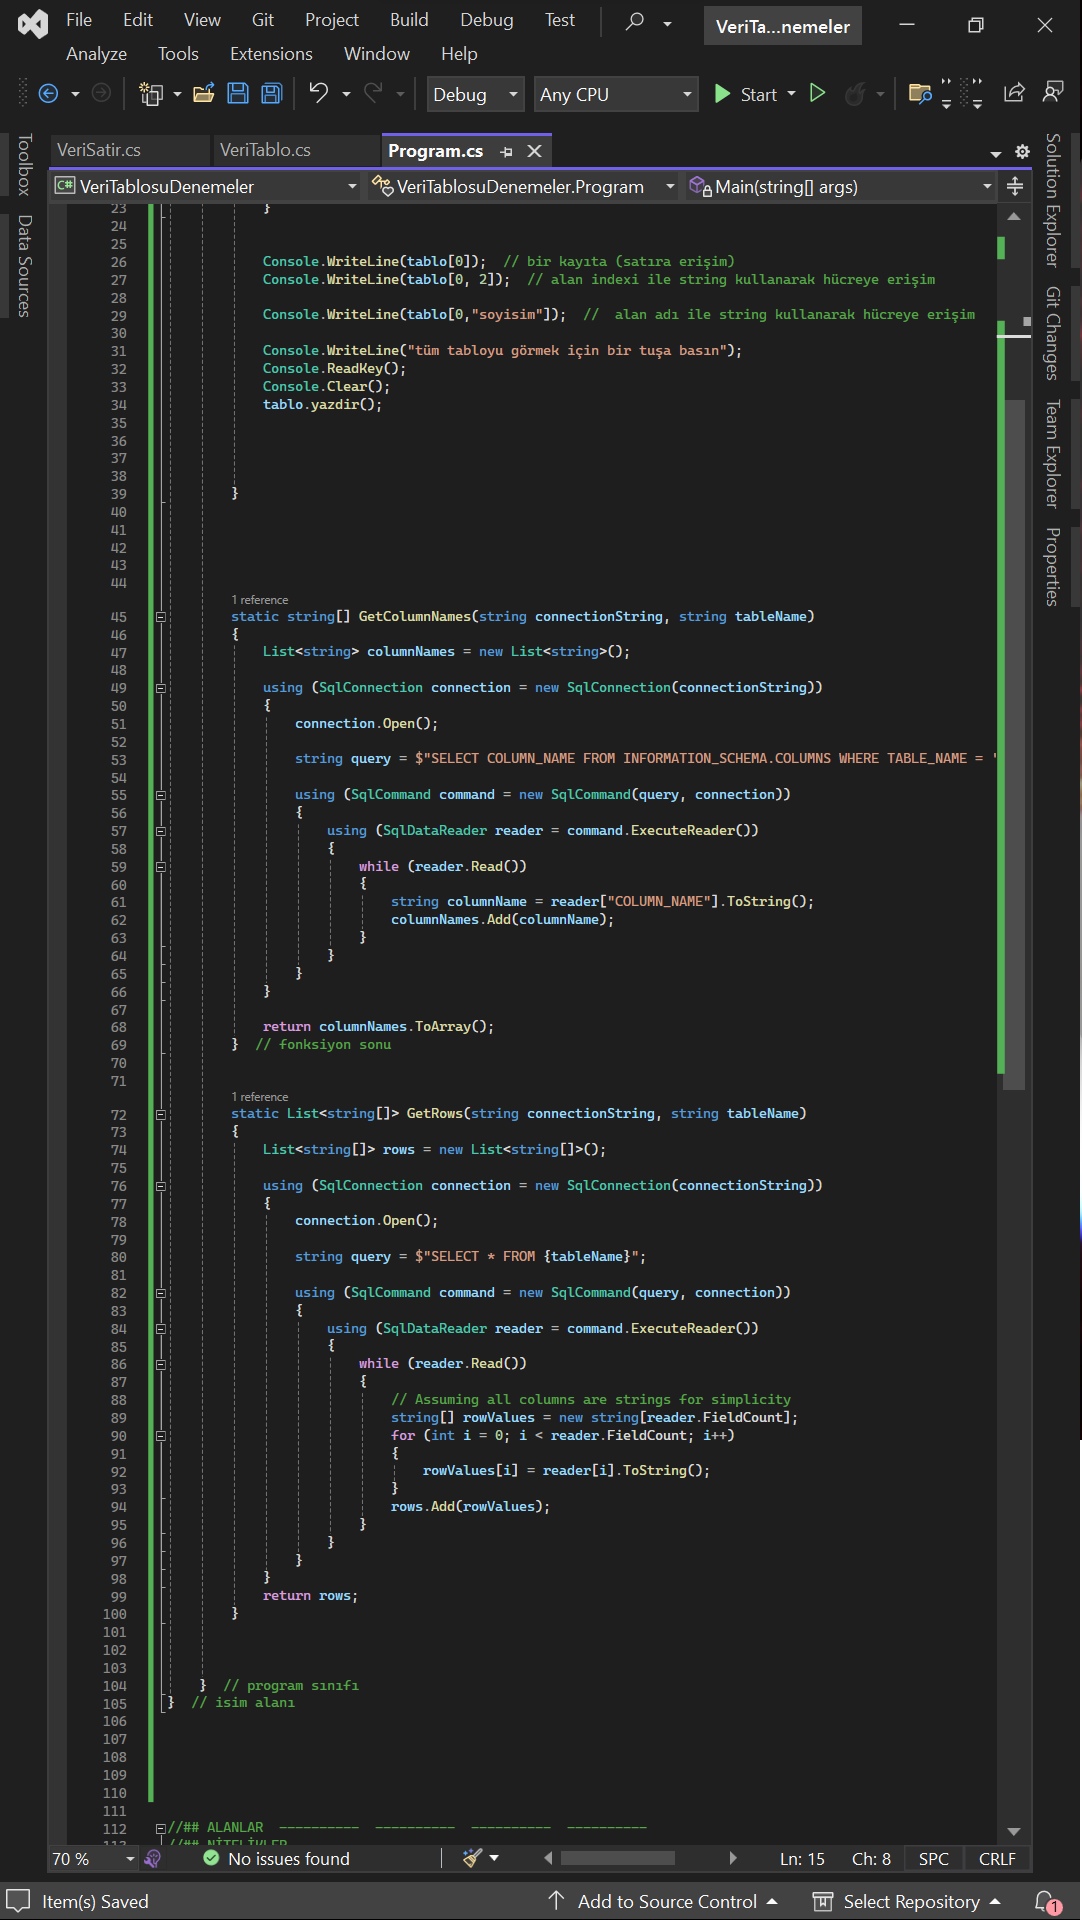 File Edit View Git Project Build Debug Test
VeriTa...nemeler
Analyze Tools Extensions Window Help
Debug Any CPU Start
VeriSatir.cs VeriTablo.cs Program.cs
VeriTablosuDenemeler VeriTablosuDenemeler.Program Main(string[] args)
Toolbox
Data Sources
Solution Explorer
Git Changes
Team Explorer
Properties
23 }
24
25
26 Console.WriteLine(tablo[0]); // bir kayıta (satıra erişim)
27 Console.WriteLine(tablo[0, 2]); // alan indexi ile string kullanarak hücreye erişim
28
29 Console.WriteLine(tablo[0,"soyisim"]); // alan adı ile string kullanarak hücreye erişim
30
31 Console.WriteLine("tüm tabloyu görmek için bir tuşa basın");
32 Console.ReadKey();
33 Console.Clear();
34 tablo.yazdir();
35
36
37
38
39 }
40
41
42
43
44
1 reference
45 static string[] GetColumnNames(string connectionString, string tableName)
46 {
47 List<string> columnNames = new List<string>();
48
49 using (SqlConnection connection = new SqlConnection(connectionString))
50 {
51 connection.Open();
52
53 string query = $"SELECT COLUMN_NAME FROM INFORMATION_SCHEMA.COLUMNS WHERE TABLE_NAME = '
54
55 using (SqlCommand command = new SqlCommand(query, connection))
56 {
57 using (SqlDataReader reader = command.ExecuteReader())
58 {
59 while (reader.Read())
60 {
61 string columnName = reader["COLUMN_NAME"].ToString();
62 columnNames.Add(columnName);
63 }
64 }
65 }
66 }
67
68 return columnNames.ToArray();
69 } // fonksiyon sonu
70
71
1 reference
72 static List<string[]> GetRows(string connectionString, string tableName)
73 {
74 List<string[]> rows = new List<string[]>();
75
76 using (SqlConnection connection = new SqlConnection(connectionString))
77 {
78 connection.Open();
79
80 string query = $"SELECT * FROM {tableName}";
81
82 using (SqlCommand command = new SqlCommand(query, connection))
83 {
84 using (SqlDataReader reader = command.ExecuteReader())
85 {
86 while (reader.Read())
87 {
88 // Assuming all columns are strings for simplicity
89 string[] rowValues = new string[reader.FieldCount];
90 for (int i = 0; i < reader.FieldCount; i++)
91 {
92 rowValues[i] = reader[i].ToString();
93 }
94 rows.Add(rowValues);
95 }
96 }
97 }
98 }
99 return rows;
100 }
101
102
103
104 } // program sınıfı
105 } // isim alanı
106
107
108
109
110
111
112 //## ALANLAR ---------- ---------- ---------- ----------
113 //## NİTELİKLER
70 % No issues found Ln: 15 Ch: 8 SPC CRLF
Item(s) Saved Add to Source Control Select Repository 1